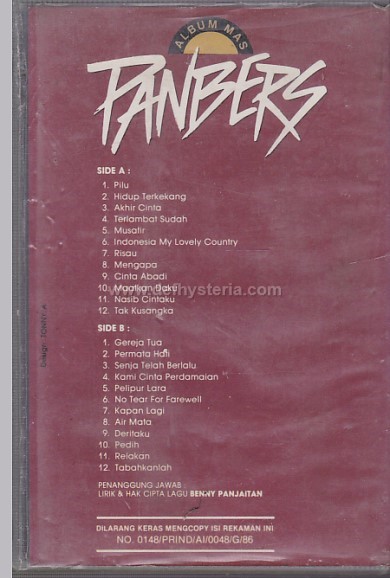 ALBUM MAS
PANBERS
SIDE A :
1. Pilu
2. Hidup Terkekang
3. Akhir Cinta
4. Terlambat Sudah
5. Musafir
6. Indonesia My Lovely Country
7. Risau
8. Mengapa
9. Cinta Abadi
10. Maafkan Daku
11. Nasib Cintaku
12. Tak Kusangka
www.denhysteria.com
SIDE B :
1. Gereja Tua
2. Permata Hati
3. Senja Telah Berlalu
4. Kami Cinta Perdamaian
5. Pelipur Lara
6. No Tear For Farewell
7. Kapan Lagi
8. Air Mata
9. Deritaku
10. Pedih
11. Relakan
12. Tabahkanlah
PENANGGUNG JAWAB :
LIRIK & HAK CIPTA LAGU BENNY PANJAITAN
DILARANG KERAS MENGCOPY ISI REKAMAN INI
NO. 0148/PRIND/AI/0048/G/86